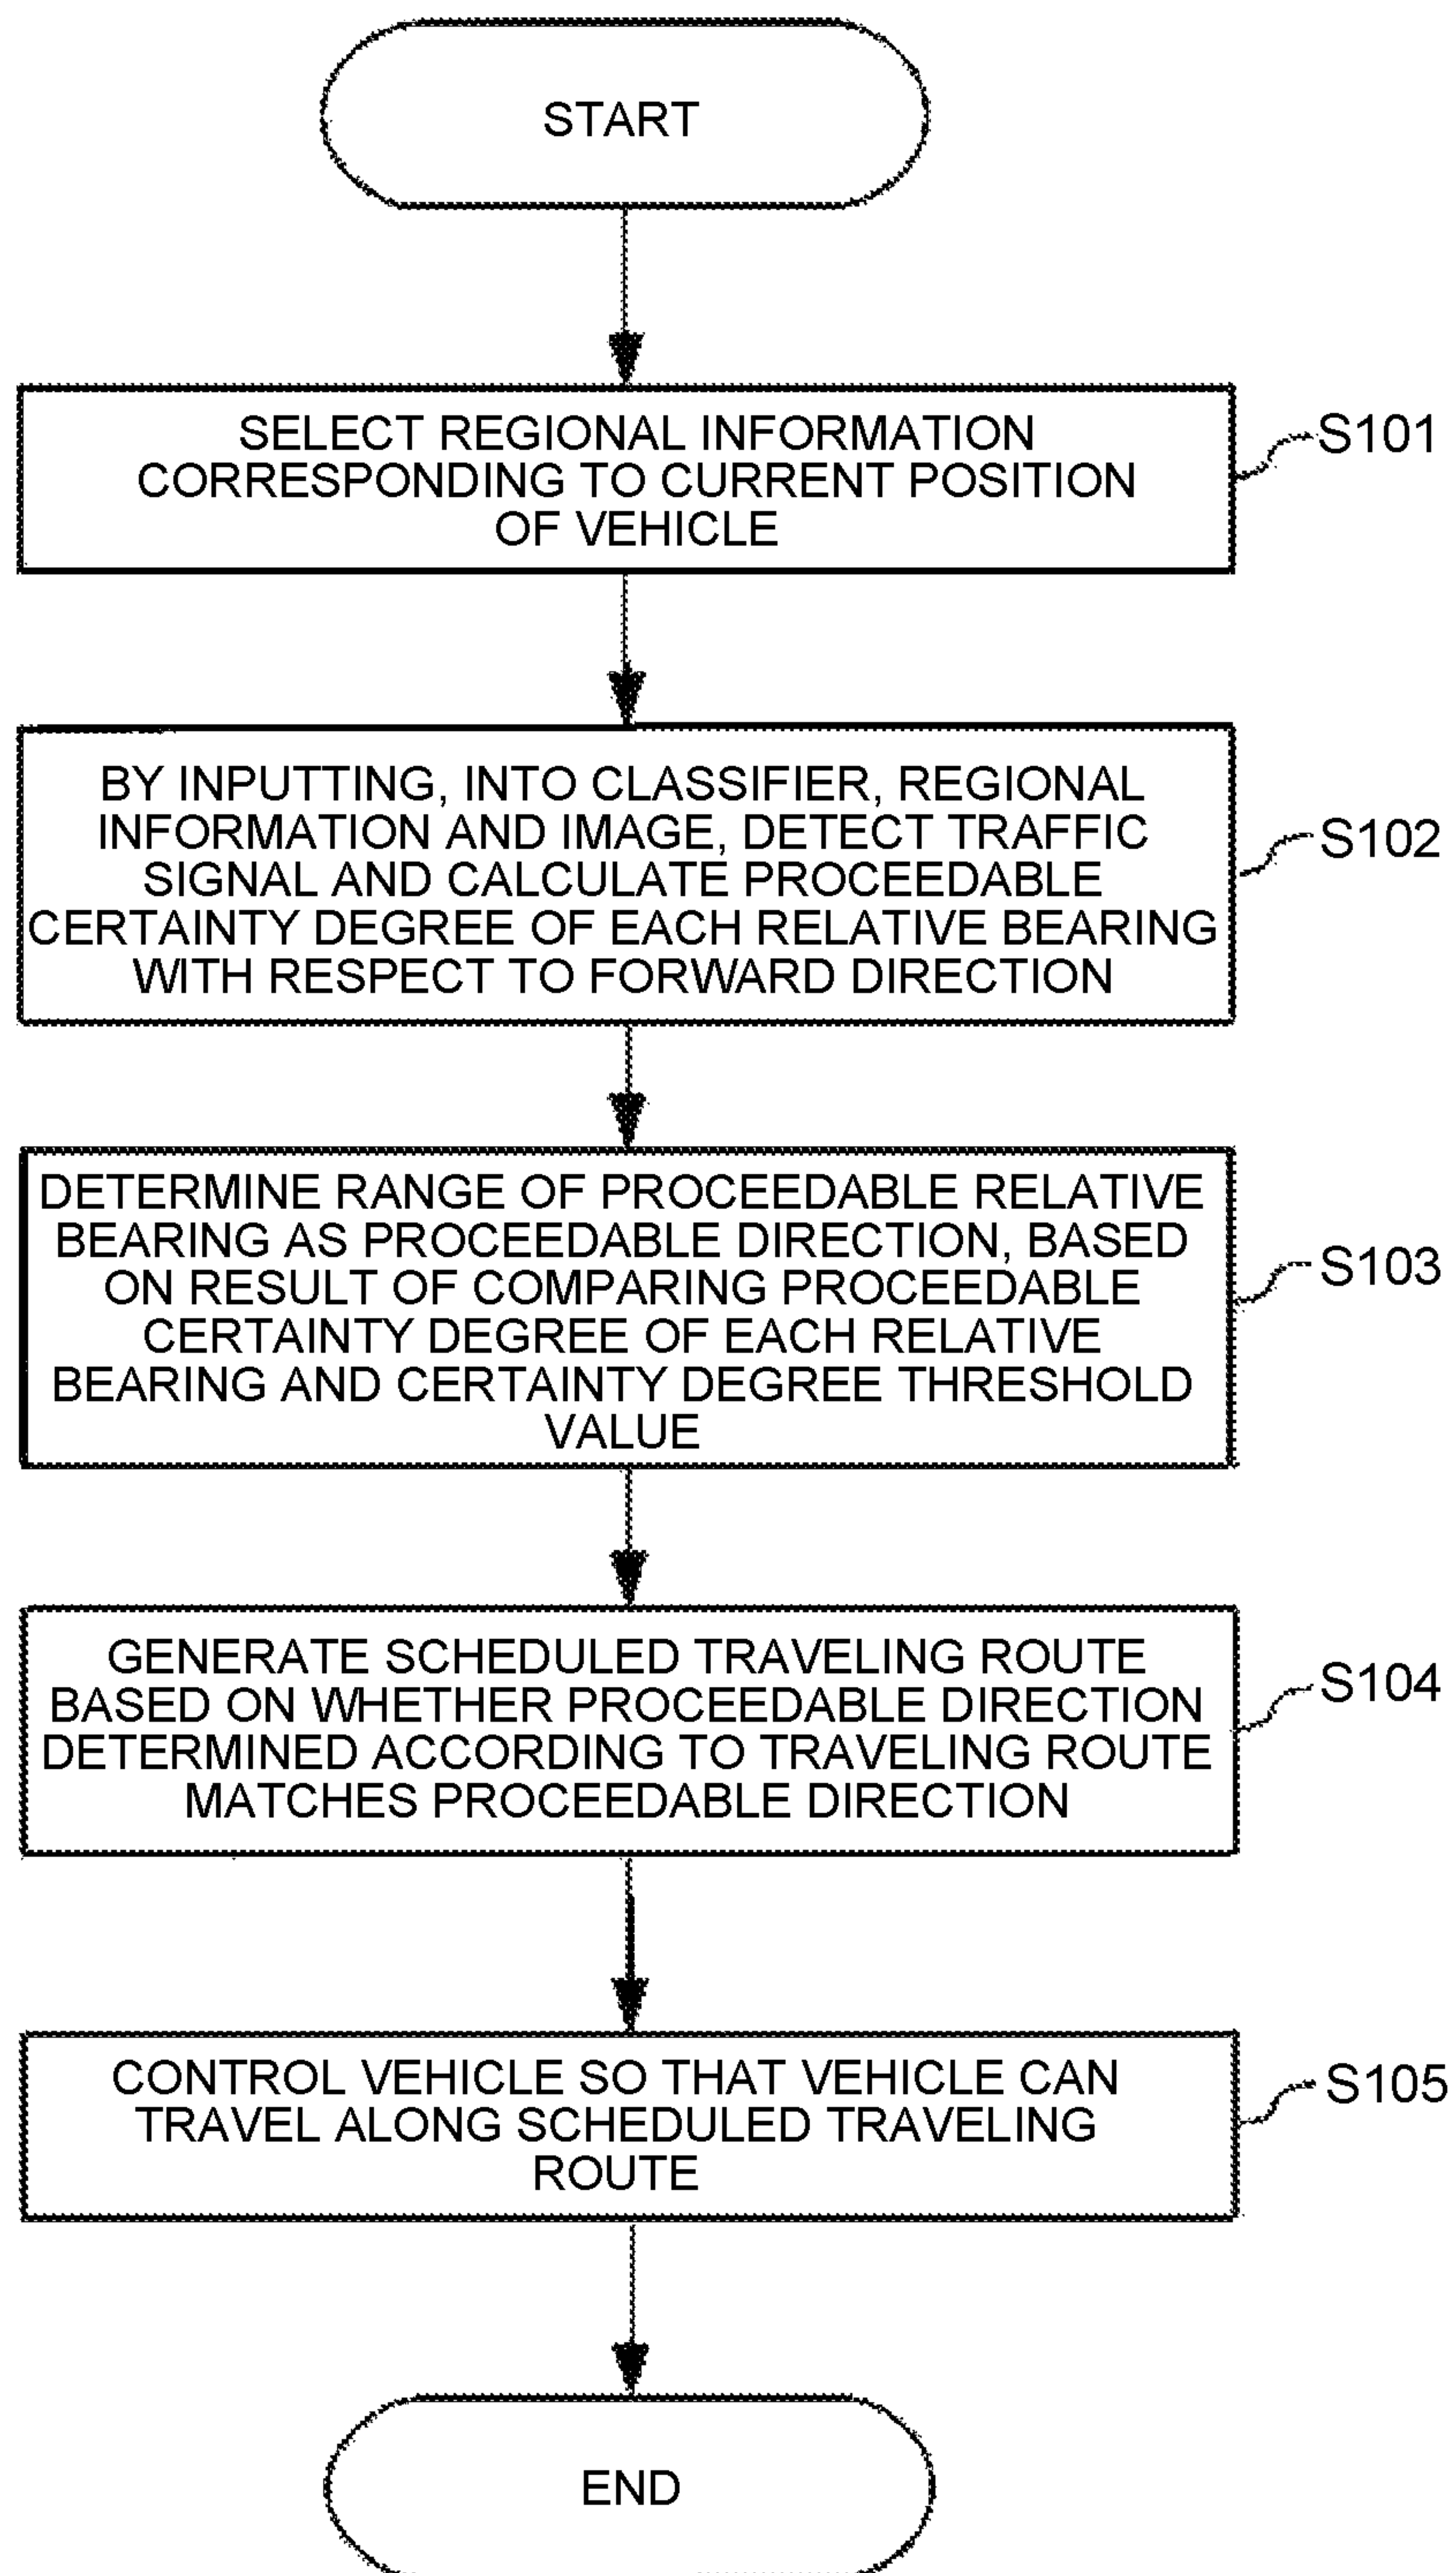 START
SELECT REGIONAL INFORMATION
CORRESPONDING TO CURRENT POSITION
OF VEHICLE
S101
BY INPUTTING, INTO CLASSIFIER, REGIONAL
INFORMATION AND IMAGE, DETECT TRAFFIC
SIGNAL AND CALCULATE PROCEEDABLE
CERTAINTY DEGREE OF EACH RELATIVE BEARING
WITH RESPECT TO FORWARD DIRECTION
S102
DETERMINE RANGE OF PROCEEDABLE RELATIVE
BEARING AS PROCEEDABLE DIRECTION, BASED
ON RESULT OF COMPARING PROCEEDABLE
CERTAINTY DEGREE OF EACH RELATIVE
BEARING AND CERTAINTY DEGREE THRESHOLD
VALUE
S103
GENERATE SCHEDULED TRAVELING ROUTE
BASED ON WHETHER PROCEEDABLE DIRECTION
DETERMINED ACCORDING TO TRAVELING ROUTE
MATCHES PROCEEDABLE DIRECTION
S104
CONTROL VEHICLE SO THAT VEHICLE CAN
TRAVEL ALONG SCHEDULED TRAVELING
ROUTE
S105
END